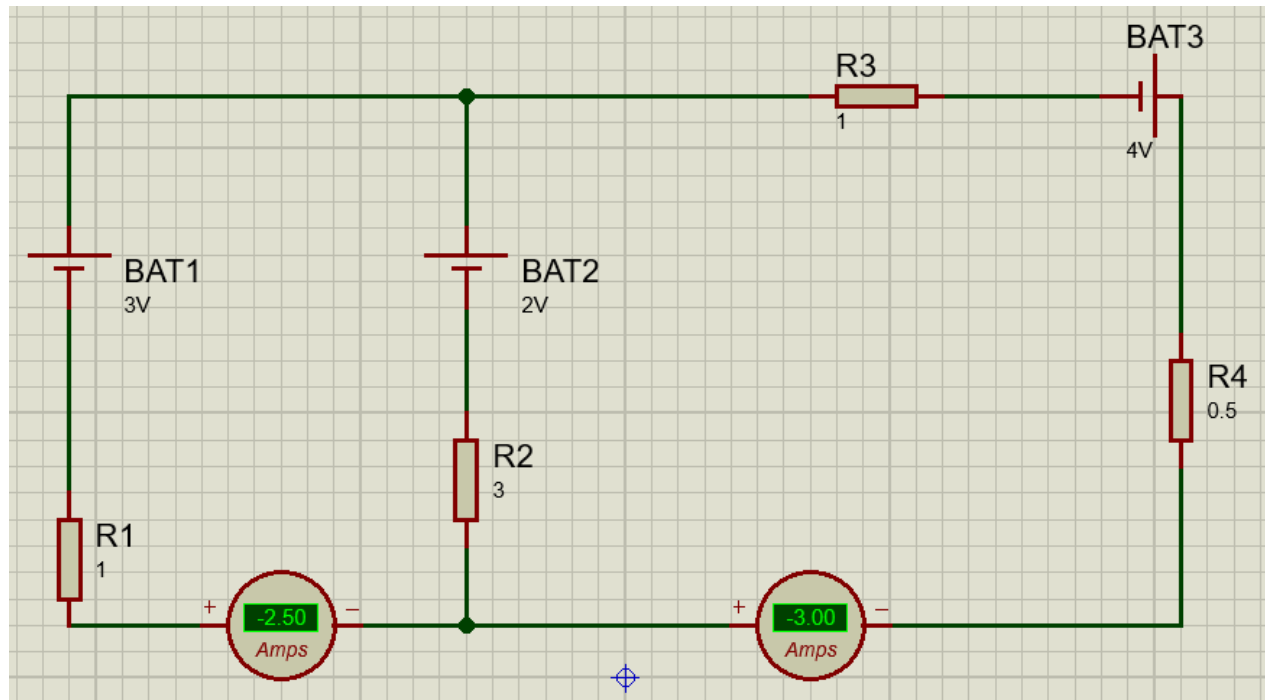 BAT3
R3
1
4V
BAT1
3V
BAT2
2V
R4
0.5
R2
3
R1
1
+
-2.50
−
Amps
+
-3.00
−
Amps